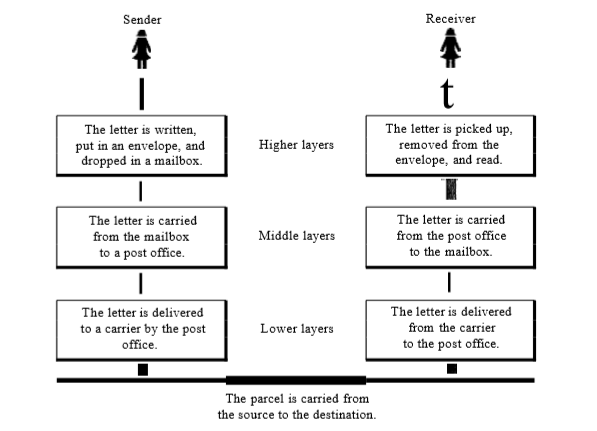 Sender
Receiver
t
The letter is written,
put in an envelope, and
dropped in a mailbox.
Higher layers
The letter is picked up,
removed from the
envelope, and read.
The letter is carried
from the mailbox
to a post office.
Middle layers
The letter is carried
from the post office
to the mailbox.
The letter is delivered
to a carrier by the post
office.
Lower layers
The letter is delivered
from the carrier
to the post office.
The parcel is carried from
the source to the destination.